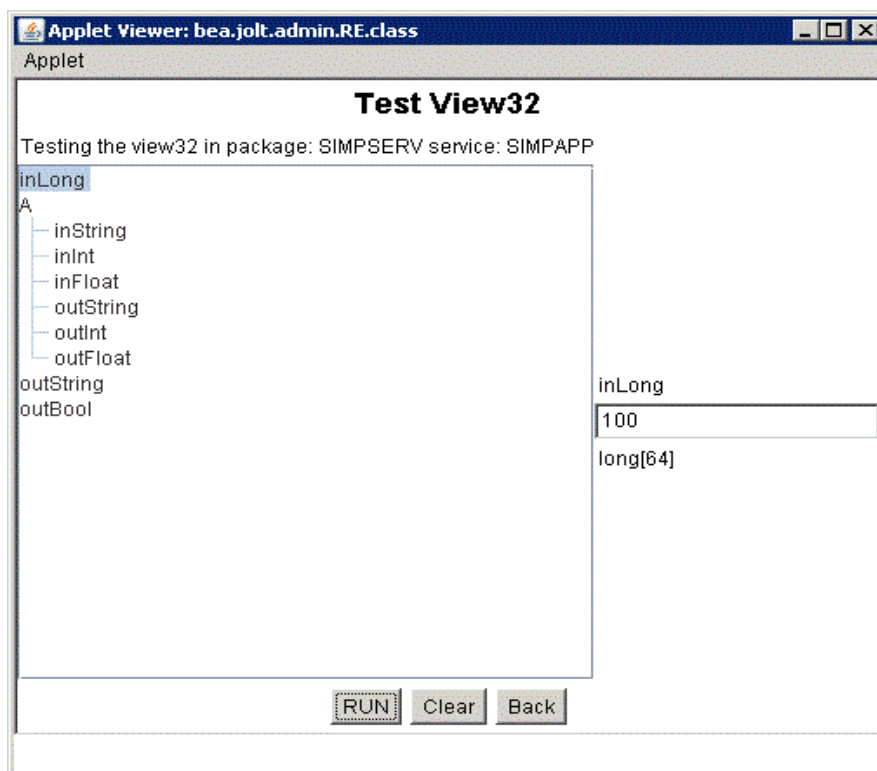 Applet Viewer: bea.jolt.admin.RE.class
Applet
Test View32
Testing the view32 in package: SIMPSERV service: SIMPAPP
inLong
A
inString
inInt
inFloat
outString
outInt
outFloat
outString
outBool
inLong
100
long[64]
RUN Clear Back